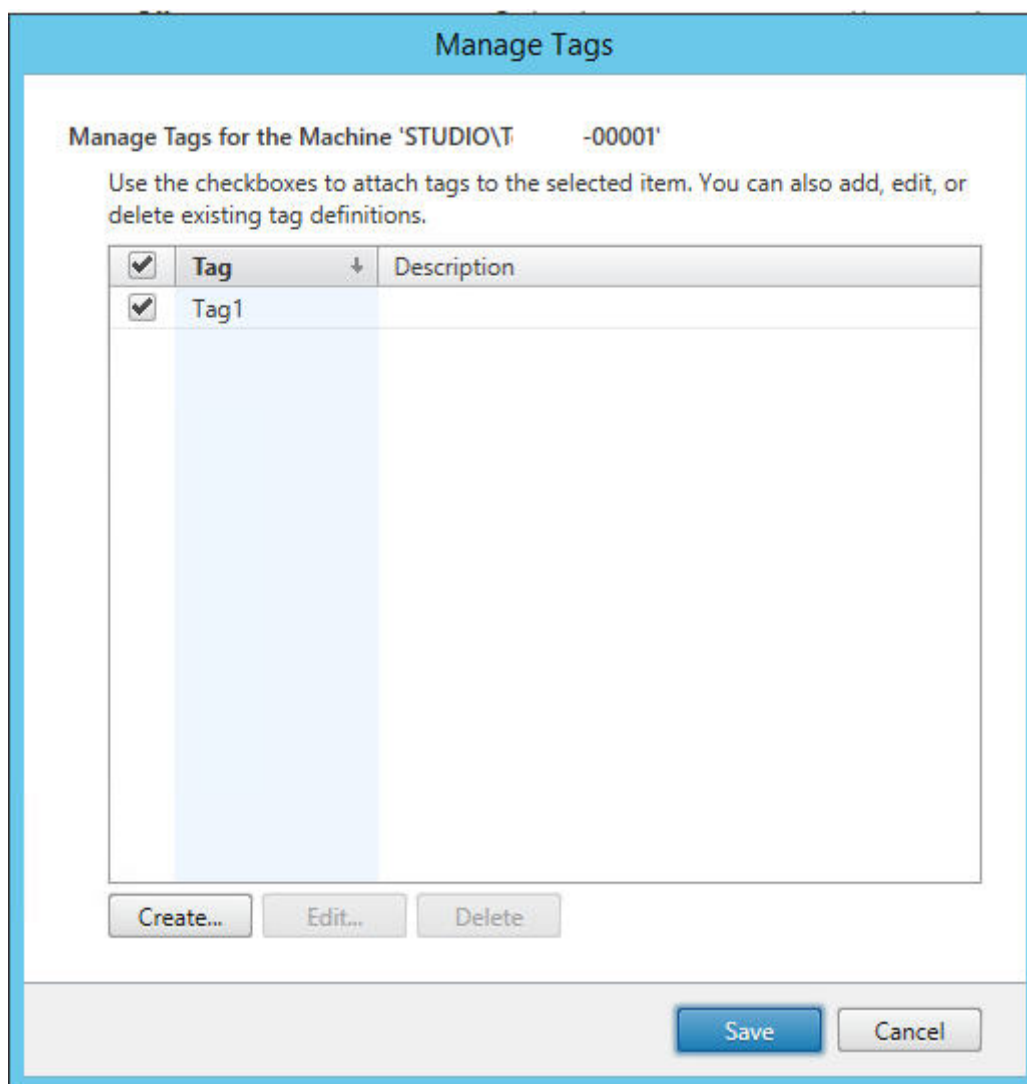 Manage Tags
Manage Tags for the Machine 'STUDIO\T -00001'
Use the checkboxes to attach tags to the selected item. You can also add, edit, or
delete existing tag definitions.
Tag Description
Tag1
Create... Edit... Delete
Save Cancel